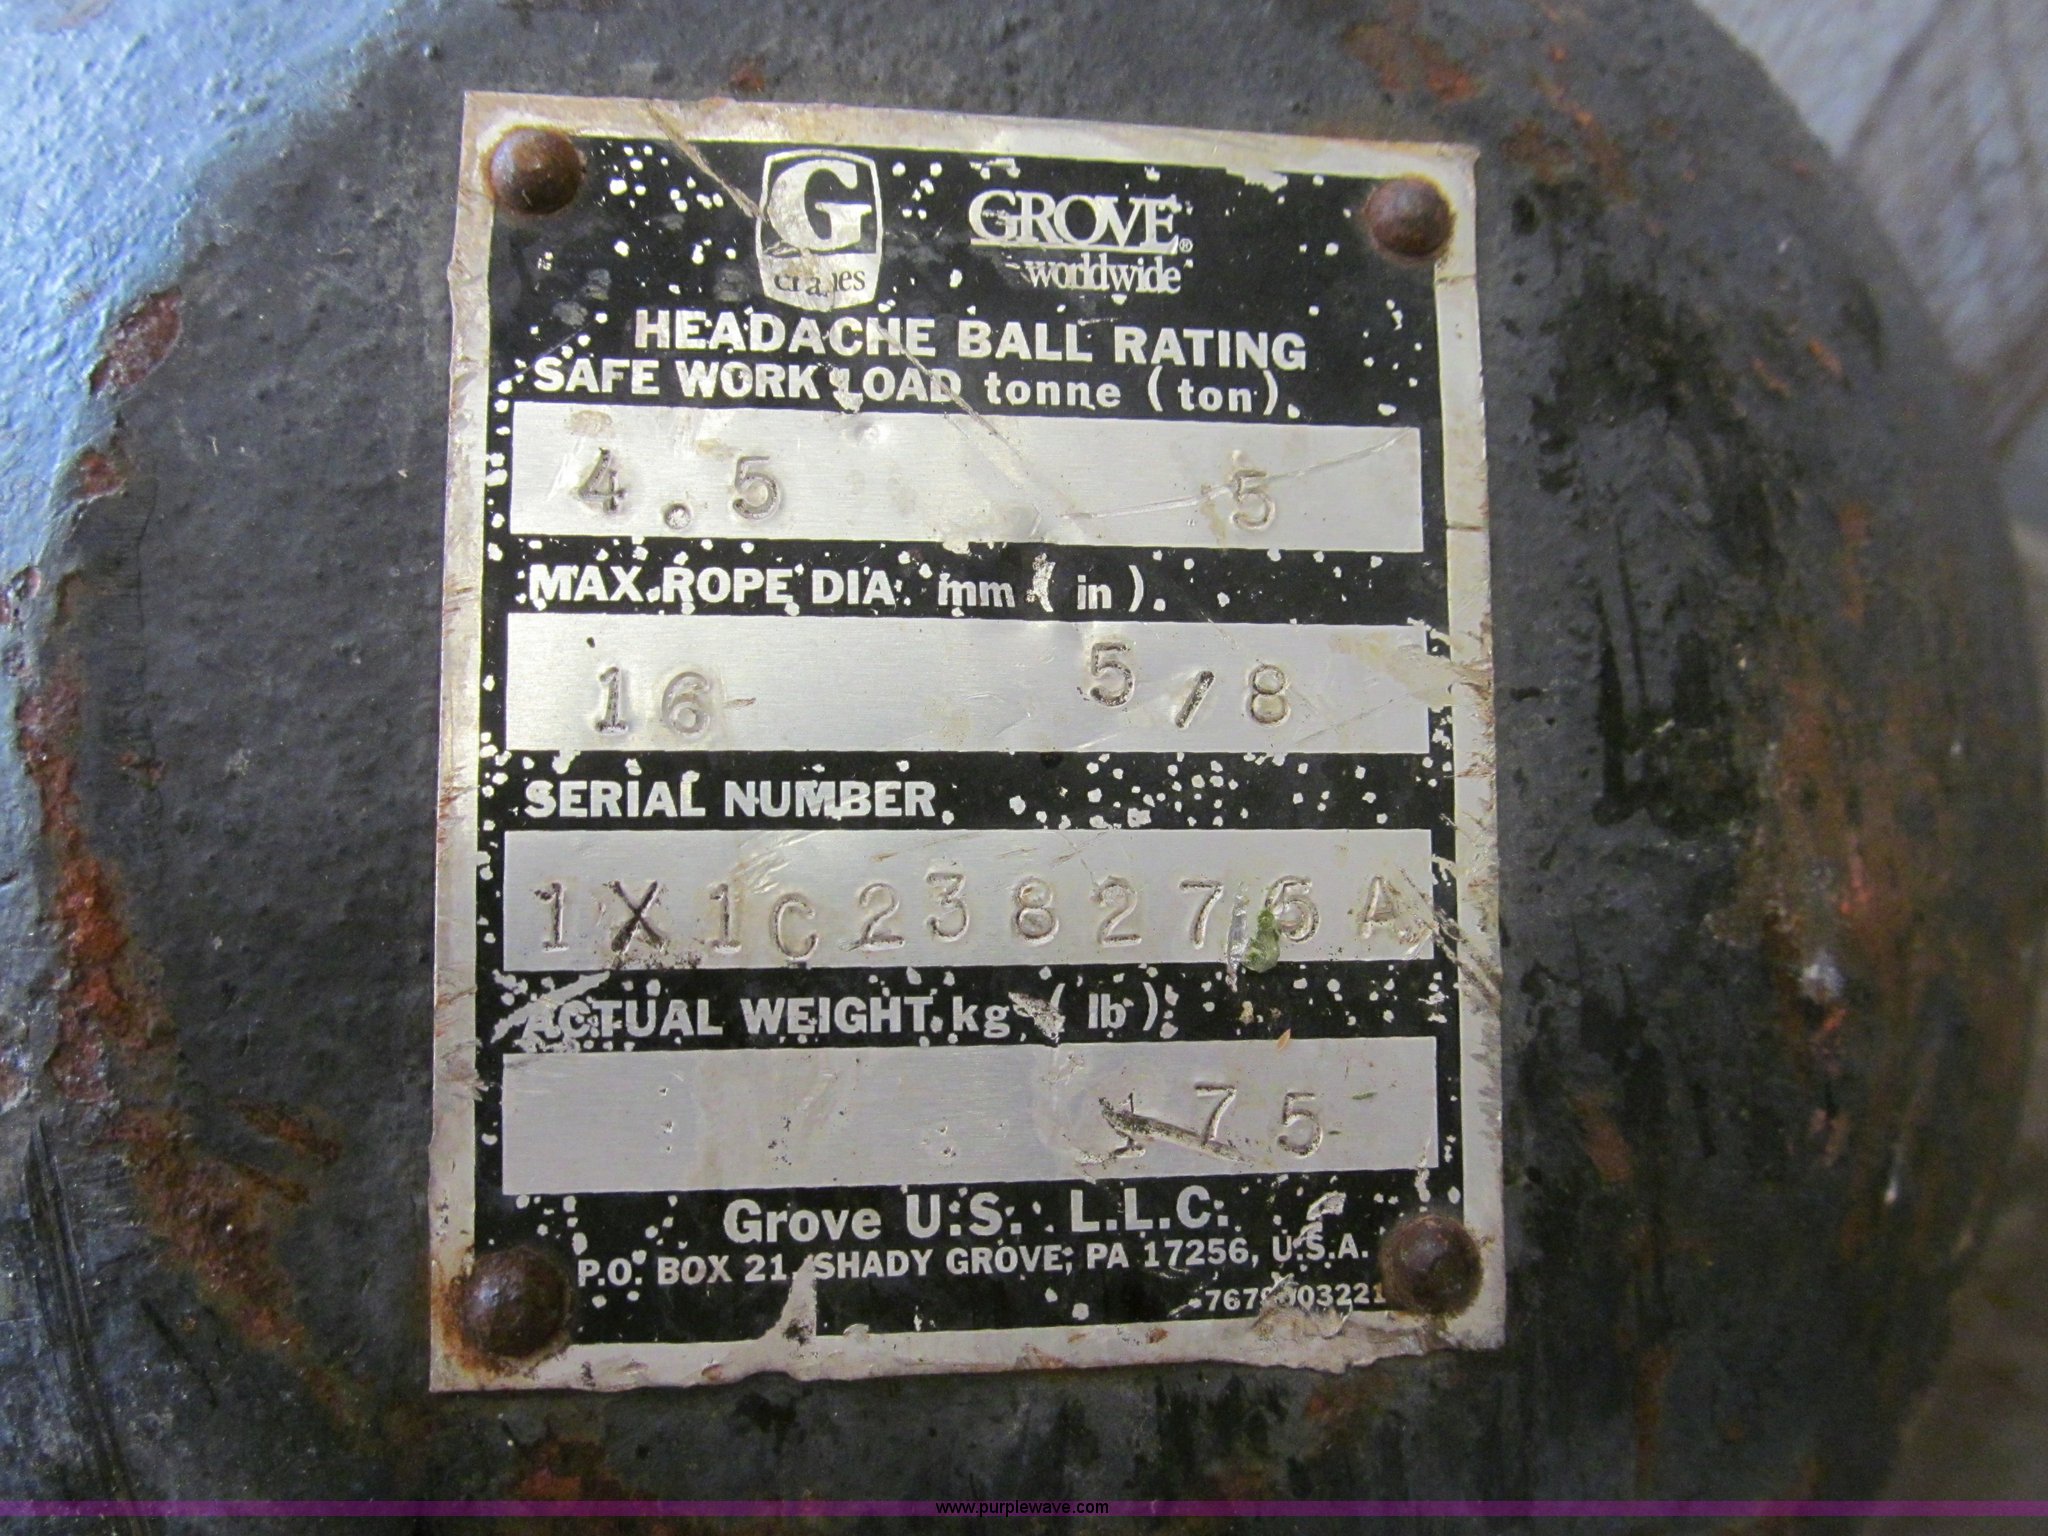 G
cranes
GROVE®
worldwide
HEADACHE BALL RATING
SAFE WORK LOAD tonne (ton)
4.5 5
MAX. ROPE DIA. mm (in)
16 5/8
SERIAL NUMBER
1X1C238275A
ACTUAL WEIGHT kg (lb)
175
Grove U.S. L.L.C.
P.O. BOX 21, SHADY GROVE, PA 17256, U.S.A.
www.purplewave.com